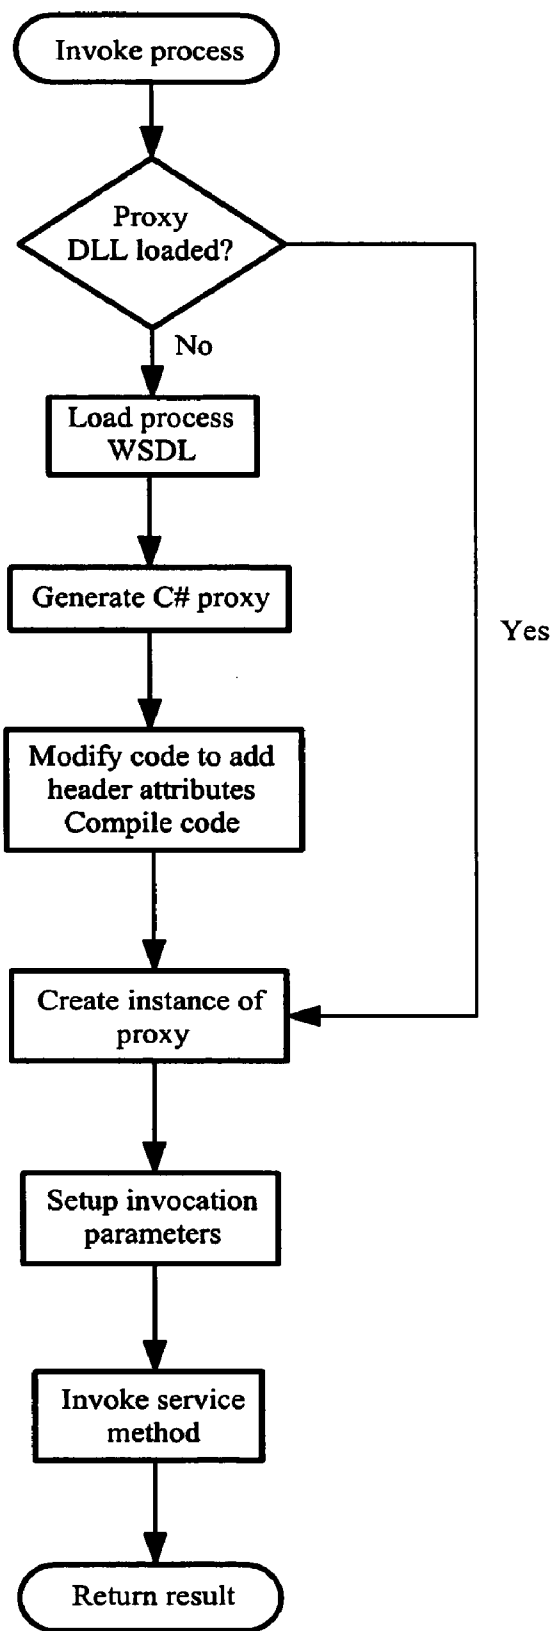 Invoke process
Proxy
DLL loaded?
No
Load process
WSDL
Generate C# proxy
Yes
Modify code to add
header attributes
Compile code
Create instance of
proxy
Setup invocation
parameters
Invoke service
method
Return result